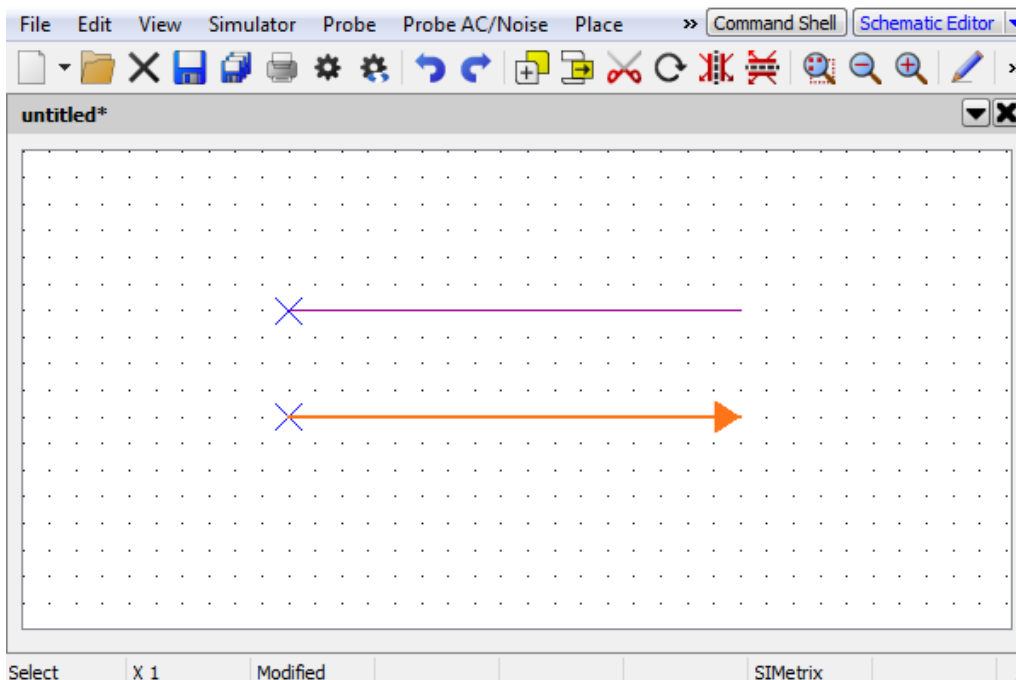 File Edit View Simulator Probe Probe AC/Noise Place » Command Shell Schematic Editor
untitled*
Select X 1 Modified SIMetrix